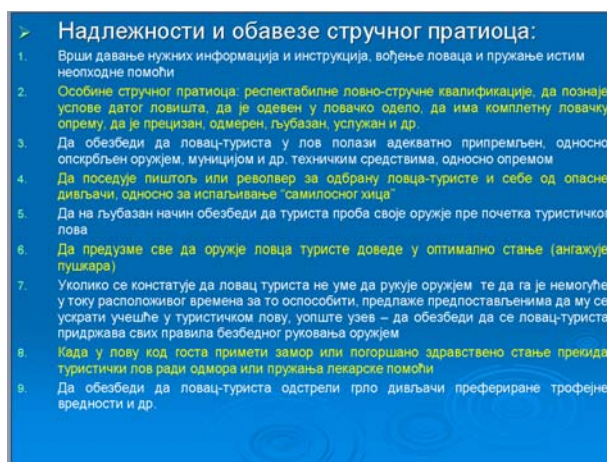 Надлежности и обавезе стручног пратиоца:
1. Врши давање нужних информација и инструкција, вођење ловаца и пружање истим
неопходне помоћи
2. Особине стручног пратиоца: респектабилне ловно-стручне квалификације, да познаје
услове датог ловишта, да је одевен у ловачко одело, да има комплетну ловачку
опрему, да је прецизан, одмерен, љубазан, услужан и др.
3. Да обезбеди да ловац-туриста у лов полази адекватно припремљен, односно
опскрбљен оружјем, муницијом и др. техничким средствима, односно опремом
4. Да поседује пиштољ или револвер за одбрану ловца-туристе и себе од опасне
дивљачи, односно за испаљивање “самилосног хица”
5. Да на љубазан начин обезбеди да туриста проба своје оружје пре почетка туристичког
лова
6. Да предузме све да оружје ловца туристе доведе у оптимално стање (ангажује
пушкара)
7. Уколико се констатује да ловац туриста не уме да рукује оружјем те да га је немогуће
у току расположивог времена за то оспособити, предлаже предпостављенима да му се
ускрати учешће у туристичком лову, уопште узев – да обезбеди да се ловац-туриста
придржава свих правила безбедног руковања оружјем
8. Када у лову код госта примети замор или погоршано здравствено стање прекида
туристички лов ради одмора или пружања лекарске помоћи
9. Да обезбеди да ловац-туриста одстрели грло дивљачи префериране трофејне
вредности и др.